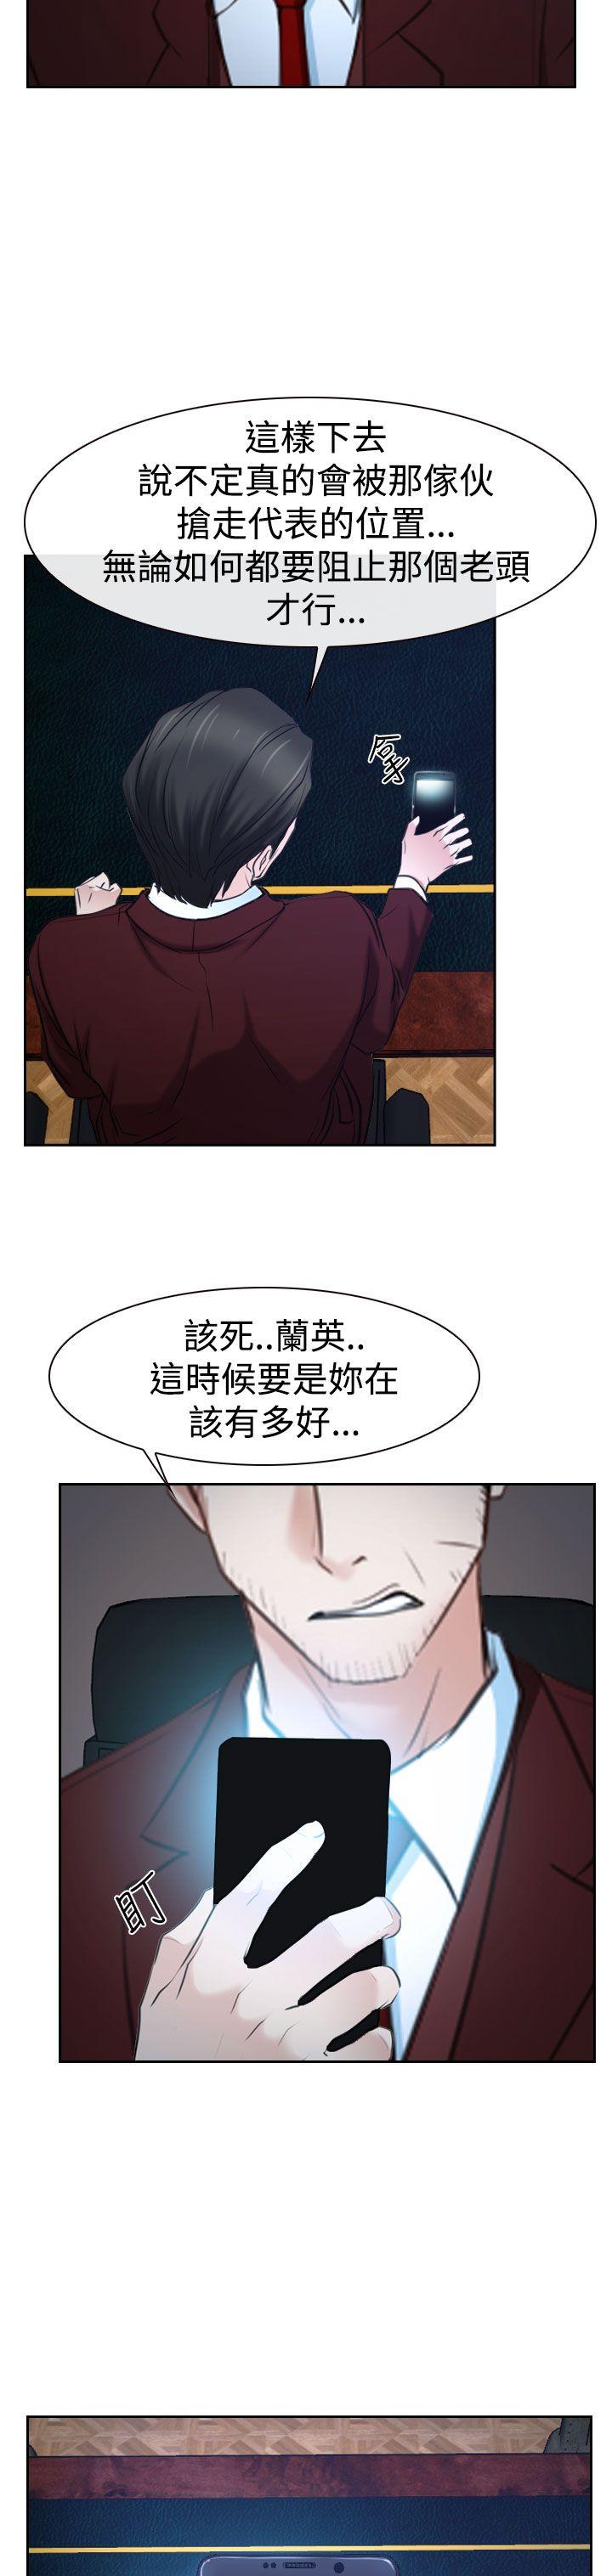 這樣下去
說不定真的會被那傢伙
搶走代表的位置...
無論如何都要阻止那個老頭
才行...
拿
該死..蘭英..
這時候要是妳在
該有多好...
盯